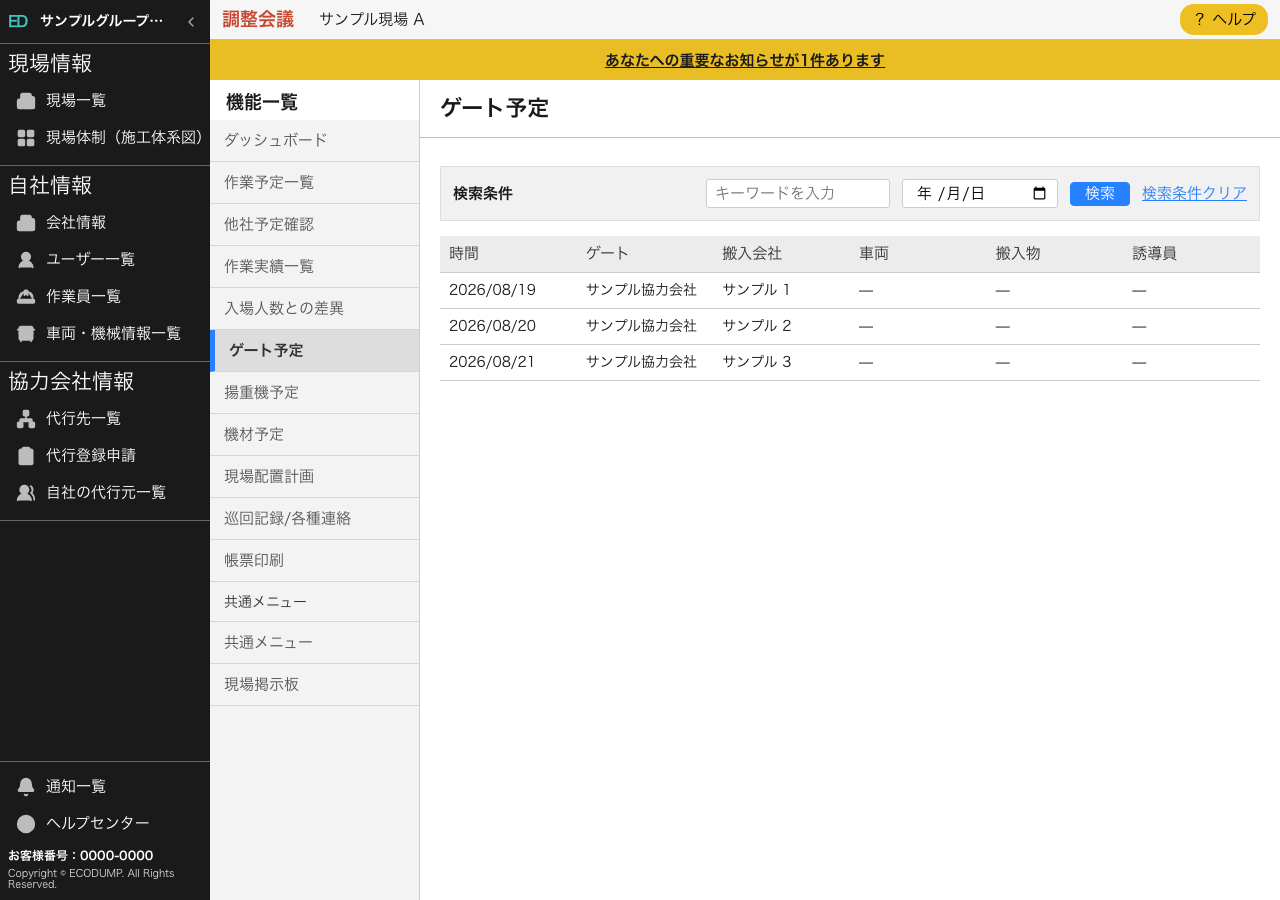 ED サンプルグループ…
現場情報
現場一覧
現場体制（施工体系図）
自社情報
会社情報
ユーザー一覧
作業員一覧
車両・機械情報一覧
協力会社情報
代行先一覧
代行登録申請
自社の代行元一覧
通知一覧
ヘルプセンター
お客様番号：0000-0000
Copyright © ECODUMP. All Rights
Reserved.
調整会議 サンプル現場 A
? ヘルプ
あなたへの重要なお知らせが1件あります
機能一覧
ダッシュボード
作業予定一覧
他社予定確認
作業実績一覧
入場人数との差異
ゲート予定
揚重機予定
機材予定
現場配置計画
巡回記録/各種連絡
帳票印刷
共通メニュー
共通メニュー
現場掲示板
ゲート予定
検索条件 キーワードを入力 年 /月/日 検索 検索条件クリア
時間 ゲート 搬入会社 車両 搬入物 誘導員
2026/08/19 サンプル協力会社 サンプル 1 — — —
2026/08/20 サンプル協力会社 サンプル 2 — — —
2026/08/21 サンプル協力会社 サンプル 3 — — —